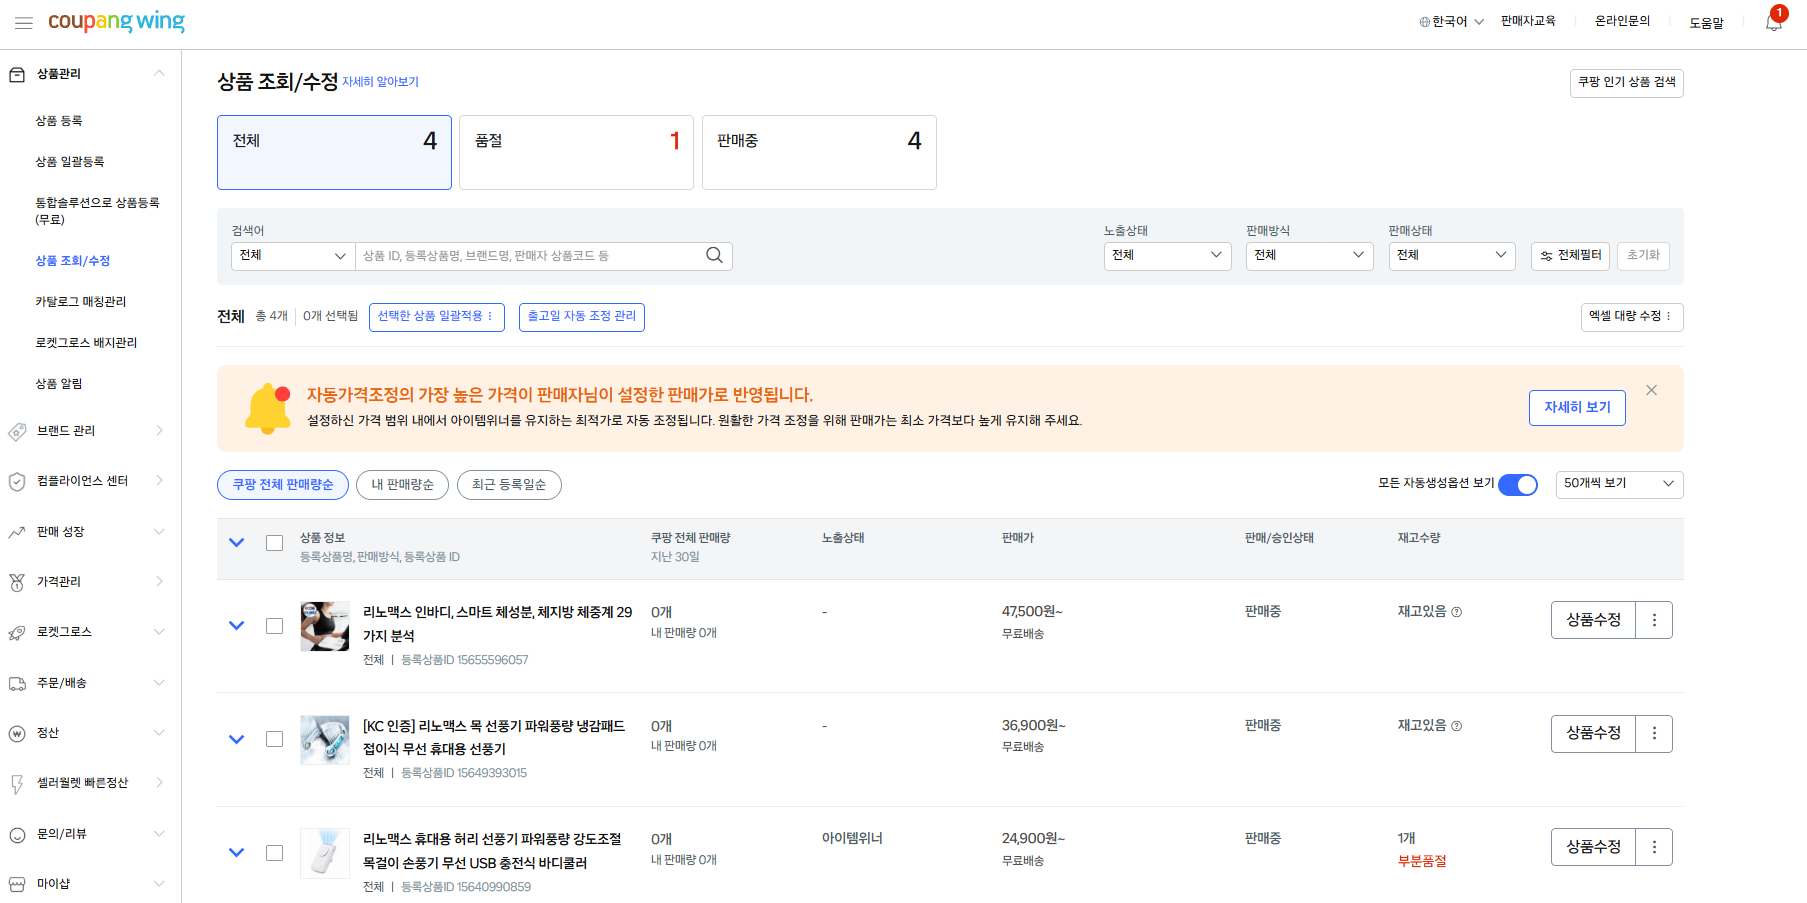 coupang wing
한국어
판매자교육
온라인문의
도움말
1
상품관리
상품 등록
상품 일괄등록
통합솔루션으로 상품등록
(무료)
상품 조회/수정
카탈로그 매칭관리
로켓그로스 배지관리
상품 알림
브랜드 관리
컴플라이언스 센터
판매 성장
가격관리
로켓그로스
주문/배송
정산
셀러월렛 빠른정산
문의/리뷰
마이샵
상품 조회/수정 자세히 알아보기
쿠팡 인기 상품 검색
전체 4
품절 1
판매중 4
검색어
전체
상품 ID, 등록상품명, 브랜드명, 판매자 상품코드 등
노출상태
전체
판매방식
전체
판매상태
전체
전체필터
초기화
전체 총 4개 0개 선택됨 선택한 상품 일괄적용 출고일 자동 조정 관리
엑셀 대량 수정
자동가격조정의 가장 높은 가격이 판매자님이 설정한 판매가로 반영됩니다.
설정하신 가격 범위 내에서 아이템위너를 유지하는 최적가로 자동 조정됩니다. 원활한 가격 조정을 위해 판매가는 최소 가격보다 높게 유지해 주세요.
자세히 보기
쿠팡 전체 판매량순 내 판매량순 최근 등록일순
모든 자동생성옵션 보기
50개씩 보기
상품 정보
등록상품명, 판매방식, 등록상품 ID
쿠팡 전체 판매량
지난 30일
노출상태
판매가
판매/승인상태
재고수량
리노맥스 인바디, 스마트 체성분, 체지방 체중계 29
가지 분석
전체 | 등록상품ID 15655596057
0개
내 판매량 0개
-
47,500원~
무료배송
판매중
재고있음
상품수정
[KC 인증] 리노맥스 목 선풍기 파워풍량 냉감패드
접이식 무선 휴대용 선풍기
전체 | 등록상품ID 15649393015
0개
내 판매량 0개
-
36,900원~
무료배송
판매중
재고있음
상품수정
리노맥스 휴대용 허리 선풍기 파워풍량 강도조절
목걸이 손풍기 무선 USB 충전식 바디쿨러
전체 | 등록상품ID 15640990859
0개
내 판매량 0개
아이템위너
24,900원~
무료배송
판매중
1개
부분품절
상품수정